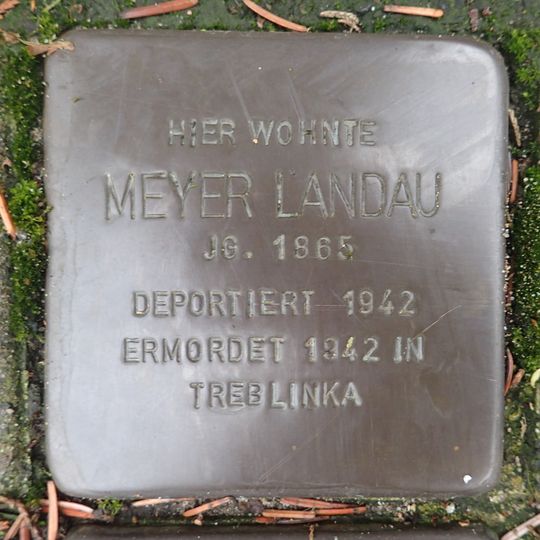 HIER WOHNTE
MEYER LANDAU
JG. 1865
DEPORTIERT 1942
ERMORDET 1942 IN
TREBLINKA